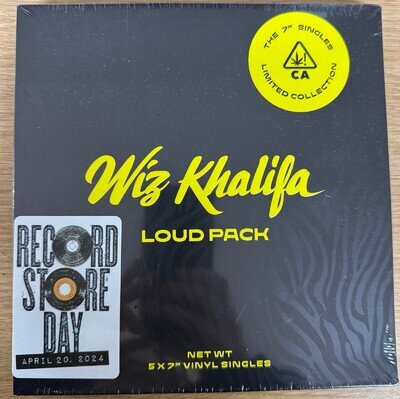 THE 7" SINGLES
CA
LIMITED COLLECTION
Wiz Khalifa
LOUD PACK
RECORD
STORE
DAY
APRIL 20, 2024
NET WT
5 X 7" VINYL SINGLES